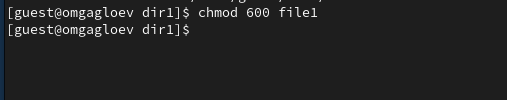 [guest@omgagloev dir1]$ chmod 600 file1
[guest@omgagloev dir1]$